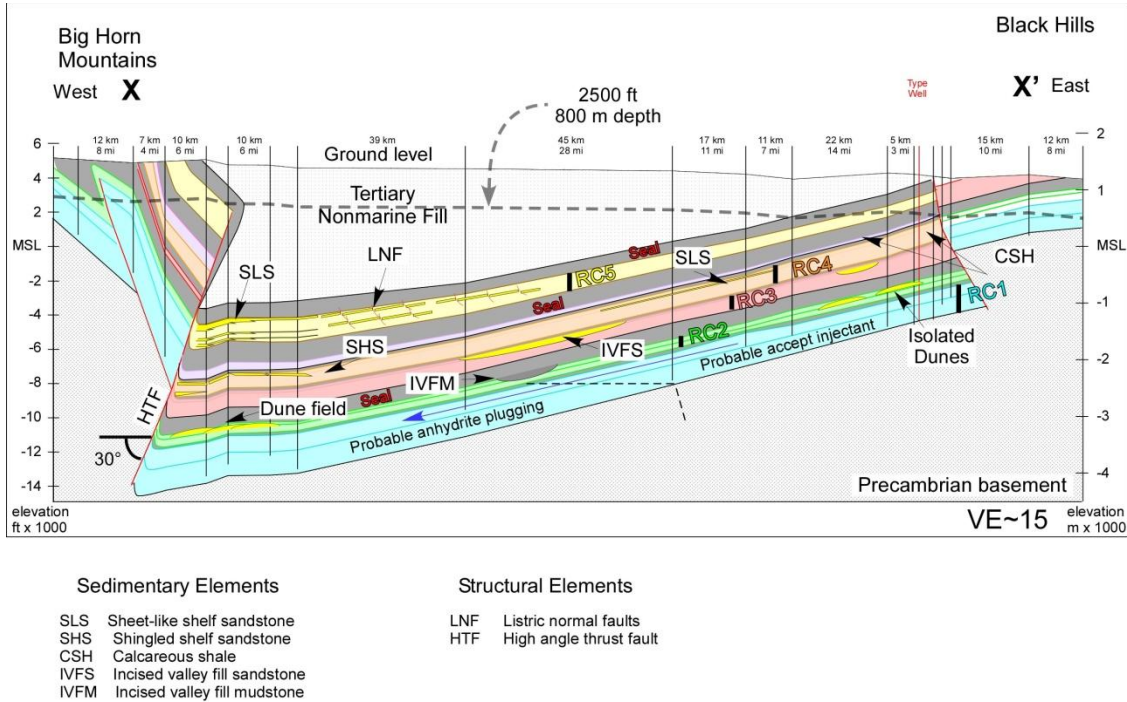 Big Horn
Mountains
West X
Black Hills
X' East
Type
Well
2500 ft
800 m depth
12 km
8 mi
7 km
4 mi
10 km
6 mi
10 km
6 mi
39 km
24 mi
45 km
28 mi
17 km
11 mi
11 km
7 mi
22 km
14 mi
5 km
3 mi
15 km
10 mi
12 km
8 mi
6
4
2
MSL
-2
-4
-6
-8
-10
-12
-14
elevation
ft x 1000
2
1
MSL
-1
-2
-3
-4
elevation
m x 1000
Ground level
Tertiary
Nonmarine Fill
SLS
LNF
Seal
RC5
SLS
RC4
CSH
Seal
RC3
RC1
SHS
RC2
IVFS
Isolated
Dunes
IVFM
Probable accept injectant
HTF
Dune field
Seal
Probable anhydrite plugging
30°
Precambrian basement
VE~15
Sedimentary Elements
SLS Sheet-like shelf sandstone
SHS Shingled shelf sandstone
CSH Calcareous shale
IVFS Incised valley fill sandstone
IVFM Incised valley fill mudstone
Structural Elements
LNF Listric normal faults
HTF High angle thrust fault